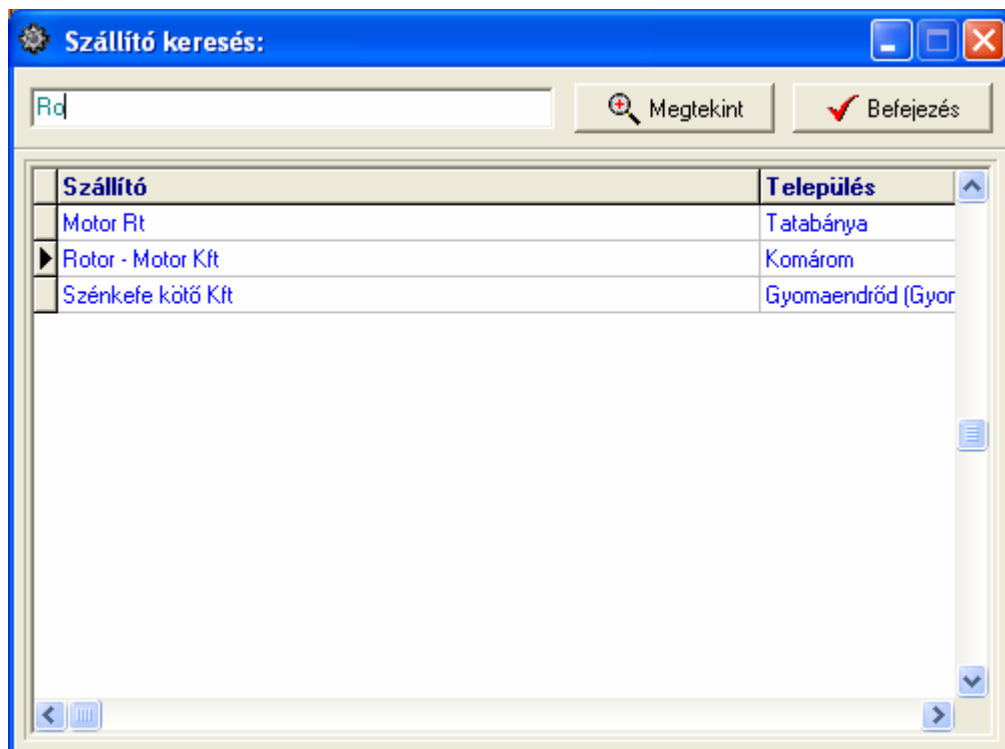 Szállító keresés:
Ro
Megtekint
Befejezés
Szállító Település
Motor Rt Tatabánya
Rotor - Motor Kft Komárom
Szénkefe kötő Kft Gyomaendrőd (Gyor